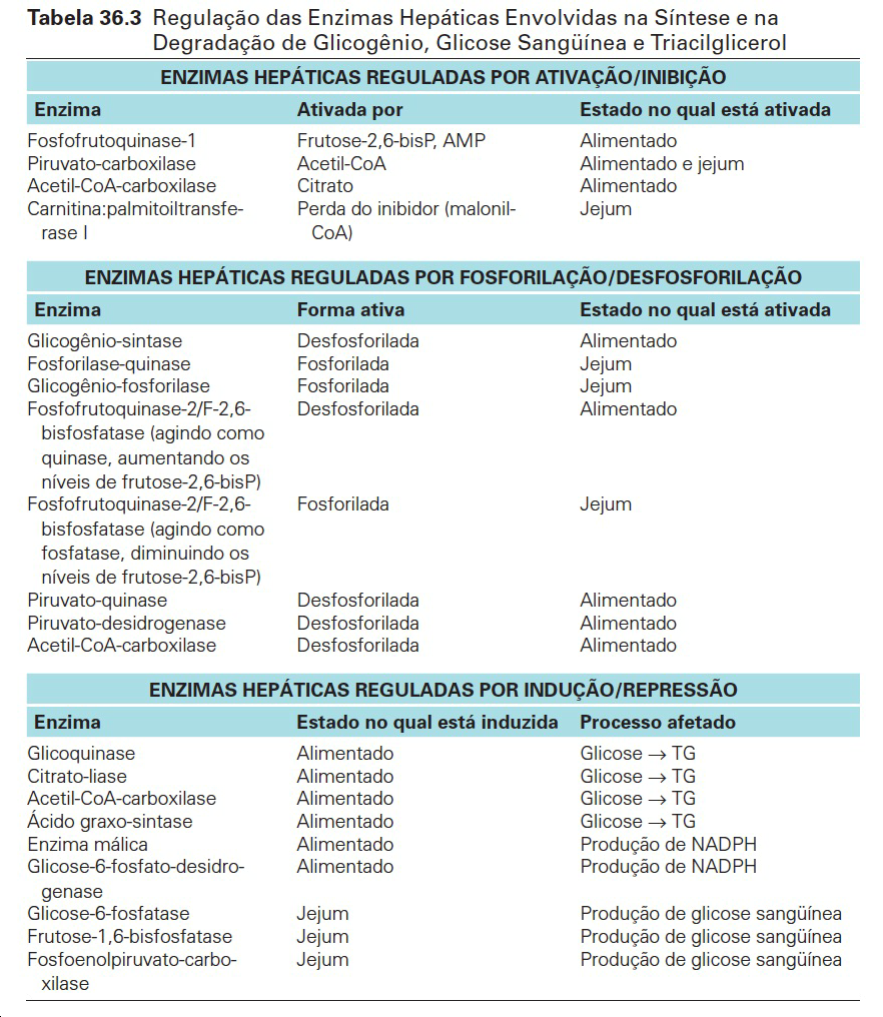 Tabela 36.3 Regulação das Enzimas Hepáticas Envolvidas na Síntese e na
Degradação de Glicogênio, Glicose Sangüínea e Triacilglicerol
ENZIMAS HEPÁTICAS REGULADAS POR ATIVAÇÃO/INIBIÇÃO
Enzima Ativada por Estado no qual está ativada
Fosfofrutoquinase-1 Frutose-2,6-bisP, AMP Alimentado
Piruvato-carboxilase Acetil-CoA Alimentado e jejum
Acetil-CoA-carboxilase Citrato Alimentado
Carnitina:palmitoiltransfe- Perda do inibidor (malonil- Jejum
rase I CoA)
ENZIMAS HEPÁTICAS REGULADAS POR FOSFORILAÇÃO/DESFOSFORILAÇÃO
Enzima Forma ativa Estado no qual está ativada
Glicogênio-sintase Desfosforilada Alimentado
Fosforilase-quinase Fosforilada Jejum
Glicogênio-fosforilase Fosforilada Jejum
Fosfofrutoquinase-2/F-2,6- Desfosforilada Alimentado
bisfosfatase (agindo como
quinase, aumentando os
níveis de frutose-2,6-bisP)
Fosfofrutoquinase-2/F-2,6- Fosforilada Jejum
bisfosfatase (agindo como
fosfatase, diminuindo os
níveis de frutose-2,6-bisP)
Piruvato-quinase Desfosforilada Alimentado
Piruvato-desidrogenase Desfosforilada Alimentado
Acetil-CoA-carboxilase Desfosforilada Alimentado
ENZIMAS HEPÁTICAS REGULADAS POR INDUÇÃO/REPRESSÃO
Enzima Estado no qual está induzida Processo afetado
Glicoquinase Alimentado Glicose → TG
Citrato-liase Alimentado Glicose → TG
Acetil-CoA-carboxilase Alimentado Glicose → TG
Ácido graxo-sintase Alimentado Glicose → TG
Enzima málica Alimentado Produção de NADPH
Glicose-6-fosfato-desidro- Alimentado Produção de NADPH
genase
Glicose-6-fosfatase Jejum Produção de glicose sangüínea
Frutose-1,6-bisfosfatase Jejum Produção de glicose sangüínea
Fosfoenolpiruvato-carbo- Jejum Produção de glicose sangüínea
xilase